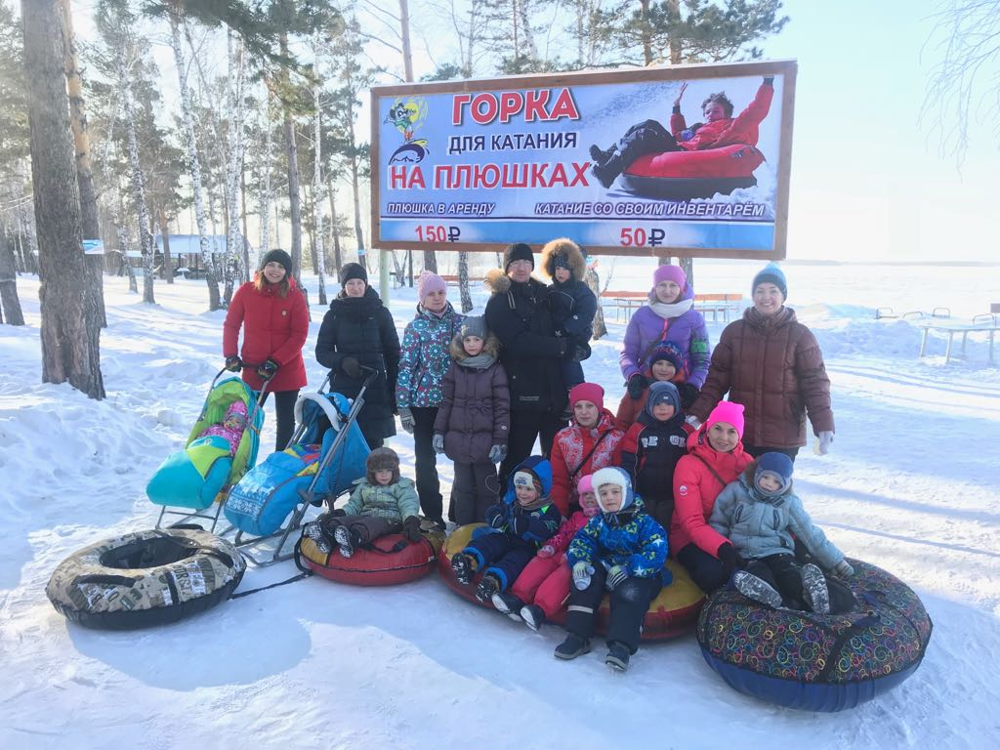 ГОРКА
ДЛЯ КАТАНИЯ
НА ПЛЮШКАХ
ПЛЮШКА В АРЕНДУ КАТАНИЕ СО СВОИМ ИНВЕНТАРЁМ
150₽ 50₽